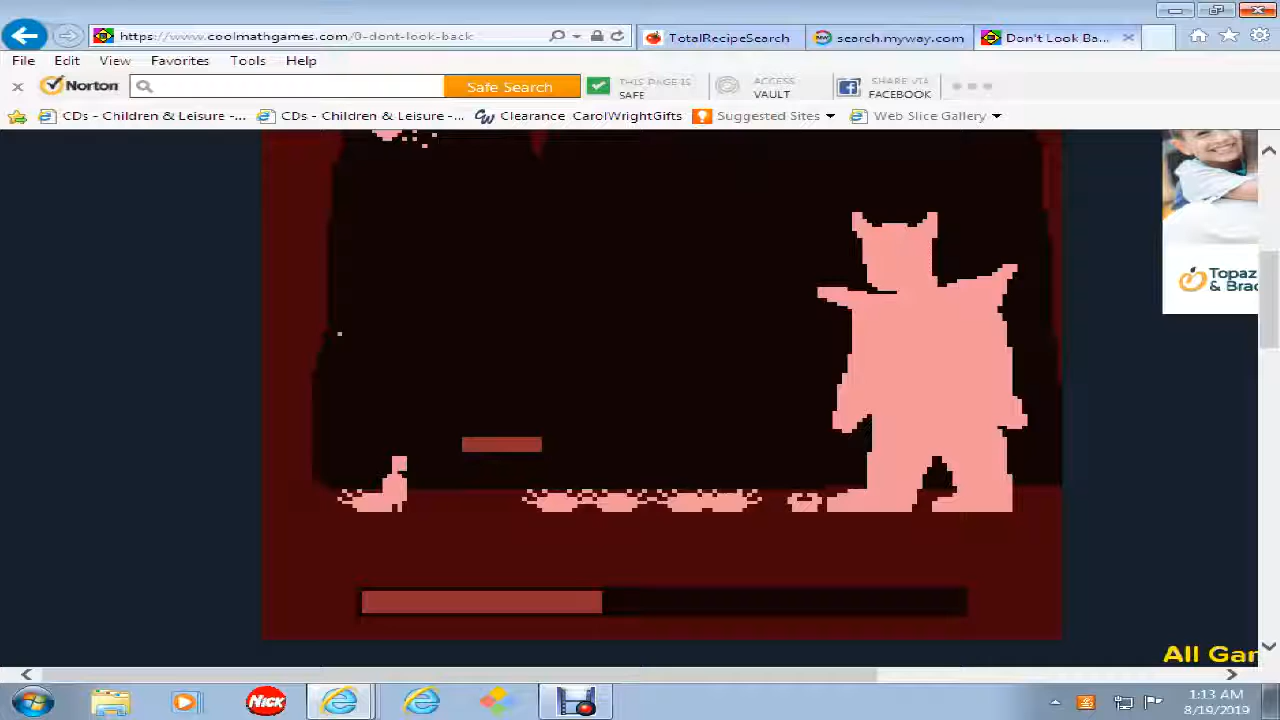 https://www.coolmathgames.com/0-dont-look-back
TotalRecipeSearch
search.myway.com
Don't Look Ba...
File Edit View Favorites Tools Help
Norton
Safe Search
THIS PAGE IS
SAFE
ACCESS
VAULT
SHARE VIA
FACEBOOK
CDs - Children & Leisure -...
CDs - Children & Leisure -...
Clearance CarolWrightGifts
Suggested Sites
Web Slice Gallery
Topaz
& Brac
All Gar
NICK
1:13 AM
8/19/2019